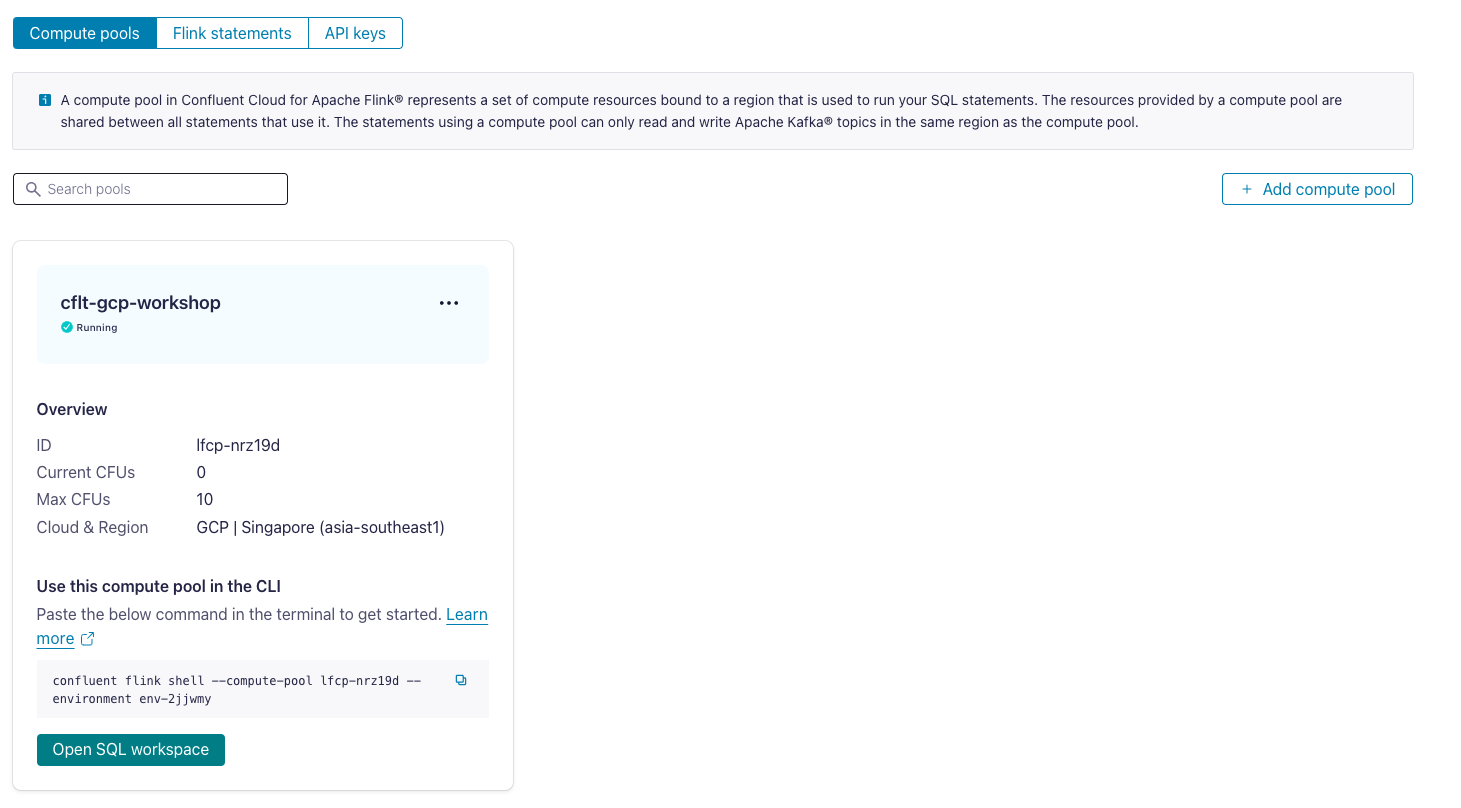 Compute pools
Flink statements
API keys
A compute pool in Confluent Cloud for Apache Flink® represents a set of compute resources bound to a region that is used to run your SQL statements. The resources provided by a compute pool are
shared between all statements that use it. The statements using a compute pool can only read and write Apache Kafka® topics in the same region as the compute pool.
Search pools
+ Add compute pool
cflt-gcp-workshop
Running
Overview
ID lfcp-nrz19d
Current CFUs 0
Max CFUs 10
Cloud & Region GCP | Singapore (asia-southeast1)
Use this compute pool in the CLI
Paste the below command in the terminal to get started. Learn
more
confluent flink shell --compute-pool lfcp-nrz19d --
environment env-2jjwmy
Open SQL workspace